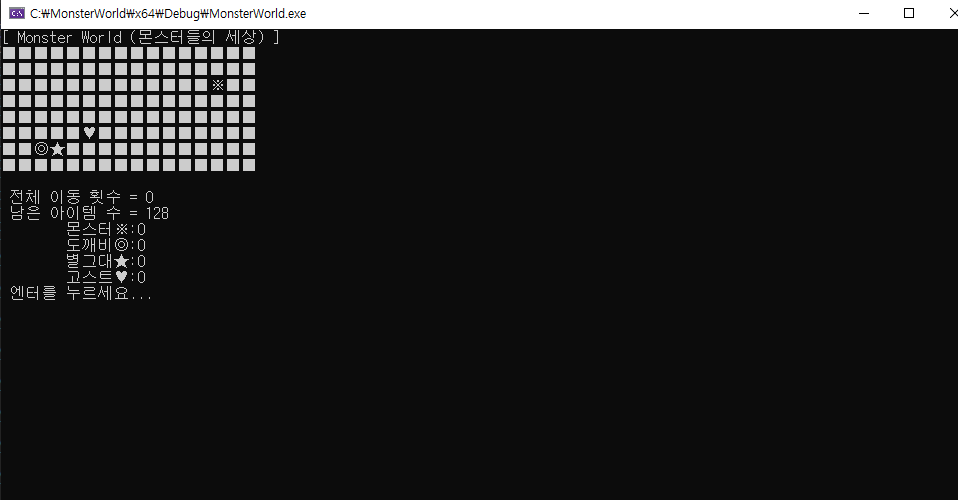 C:₩MonsterWorld₩x64₩Debug₩MonsterWorld.exe
[ Monster World (몬스터들의 세상) ]
■■■■■■■■■■■■■■■■
■■■■■■■■■■■■■■■■
■■■■■■■■■■■■■※■■
■■■■■■■■■■■■■■■■
■■■■■■■■■■■■■■■■
■■■■■♥■■■■■■■■■■
■■◎★■■■■■■■■■■■■
■■■■■■■■■■■■■■■■
전체 이동 횟수 = 0
남은 아이템 수 = 128
몬스터※:0
도깨비◎:0
별그대★:0
고스트♥:0
엔터를 누르세요...